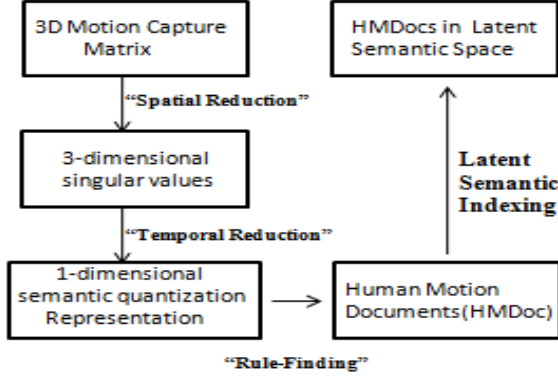 3D Motion Capture
Matrix
"Spatial Reduction"
3-dimensional
singular values
"Temporal Reduction"
1-dimensional
semantic quantization
Representation
"Rule-Finding"
Human Motion
Documents(HMDoc)
Latent
Semantic
Indexing
HMDocs in Latent
Semantic Space